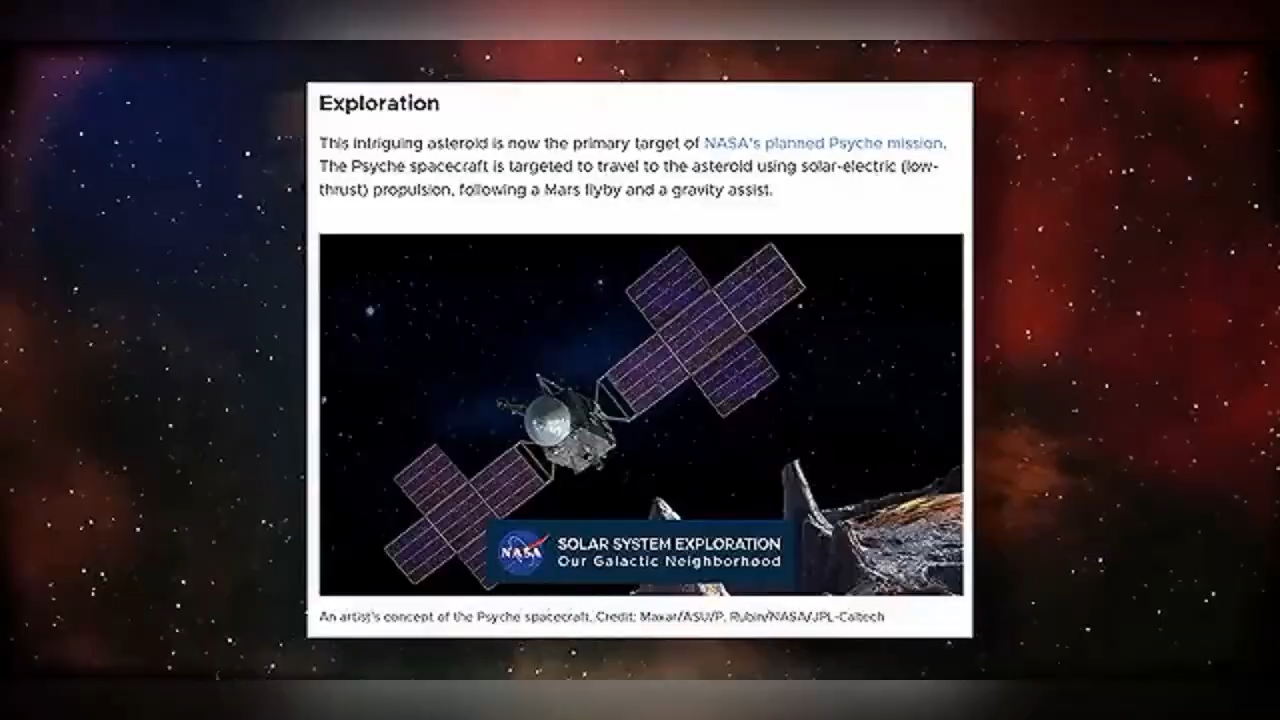 Exploration
This intriguing asteroid is now the primary target of NASA's planned Psyche mission.
The Psyche spacecraft is targeted to travel to the asteroid using solar-electric (low-
thrust) propulsion, following a Mars flyby and a gravity assist.
NASA
SOLAR SYSTEM EXPLORATION
Our Galactic Neighborhood
An artist's concept of the Psyche spacecraft. Credit: Maxar/ASU/P. Rubin/NASA/JPL-Caltech